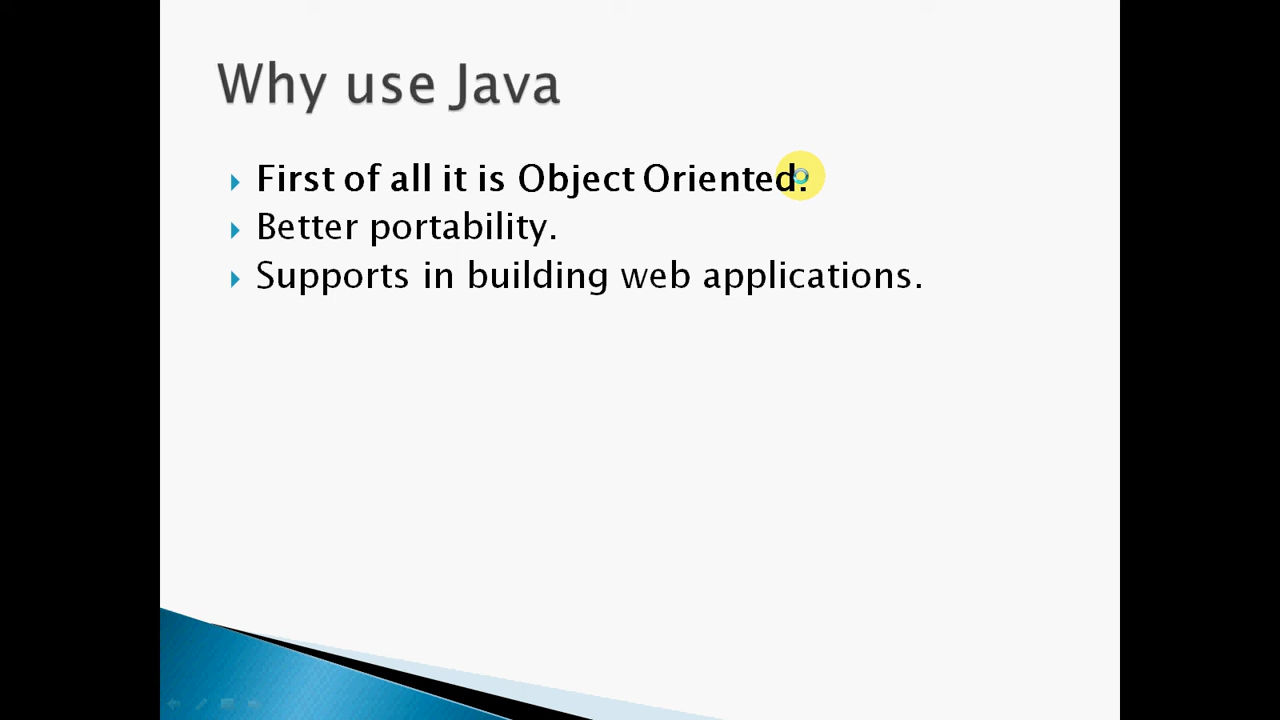 Why use Java
First of all it is Object Oriented.
Better portability.
Supports in building web applications.